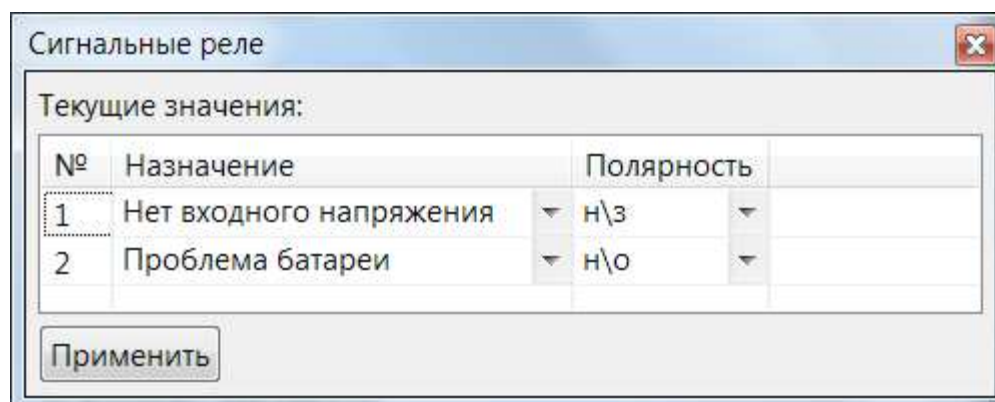 Сигнальные реле
Текущие значения:
№ Назначение Полярность
1 Нет входного напряжения н\з
2 Проблема батареи н\о
Применить